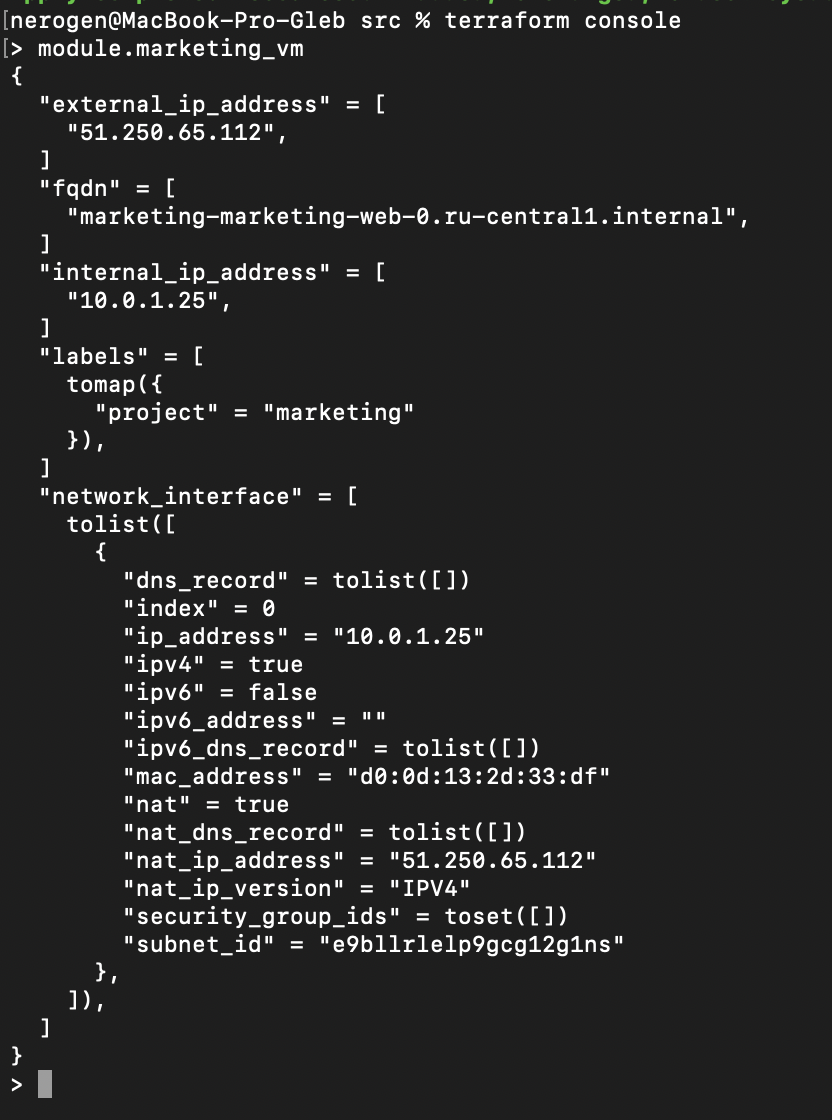 [nerogen@MacBook-Pro-Gleb src % terraform console
[> module.marketing_vm
{
  "external_ip_address" = [
    "51.250.65.112",
  ]
  "fqdn" = [
    "marketing-marketing-web-0.ru-central1.internal",
  ]
  "internal_ip_address" = [
    "10.0.1.25",
  ]
  "labels" = [
    tomap({
      "project" = "marketing"
    }),
  ]
  "network_interface" = [
    tolist([
      {
        "dns_record" = tolist([])
        "index" = 0
        "ip_address" = "10.0.1.25"
        "ipv4" = true
        "ipv6" = false
        "ipv6_address" = ""
        "ipv6_dns_record" = tolist([])
        "mac_address" = "d0:0d:13:2d:33:df"
        "nat" = true
        "nat_dns_record" = tolist([])
        "nat_ip_address" = "51.250.65.112"
        "nat_ip_version" = "IPV4"
        "security_group_ids" = toset([])
        "subnet_id" = "e9bllrlelp9gcg12g1ns"
      },
    ]),
  ]
}
>